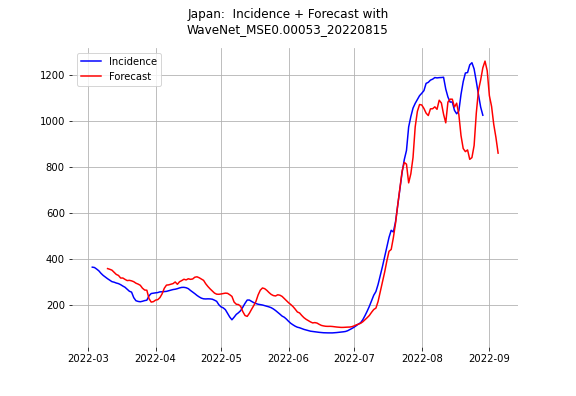 Japan:  Incidence + Forecast with
WaveNet_MSE0.00053_20220815
Incidence
Forecast
1200
1000
800
600
400
200
2022-03 2022-04 2022-05 2022-06 2022-07 2022-08 2022-09